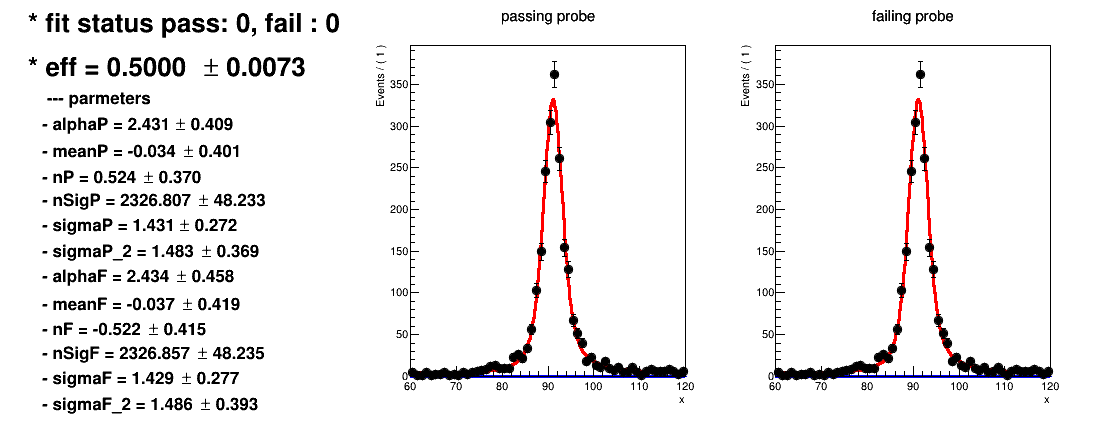 * fit status pass: 0, fail : 0
* eff = 0.5000 ± 0.0073
--- parmeters
- alphaP = 2.431 ± 0.409
- meanP = -0.034 ± 0.401
- nP = 0.524 ± 0.370
- nSigP = 2326.807 ± 48.233
- sigmaP = 1.431 ± 0.272
- sigmaP_2 = 1.483 ± 0.369
- alphaF = 2.434 ± 0.458
- meanF = -0.037 ± 0.419
- nF = -0.522 ± 0.415
- nSigF = 2326.857 ± 48.235
- sigmaF = 1.429 ± 0.277
- sigmaF_2 = 1.486 ± 0.393
passing probe
Events / ( 1 )
350
300
250
200
150
100
50
0
60 70 80 90 100 110 120
x
failing probe
Events / ( 1 )
350
300
250
200
150
100
50
0
60 70 80 90 100 110 120
x